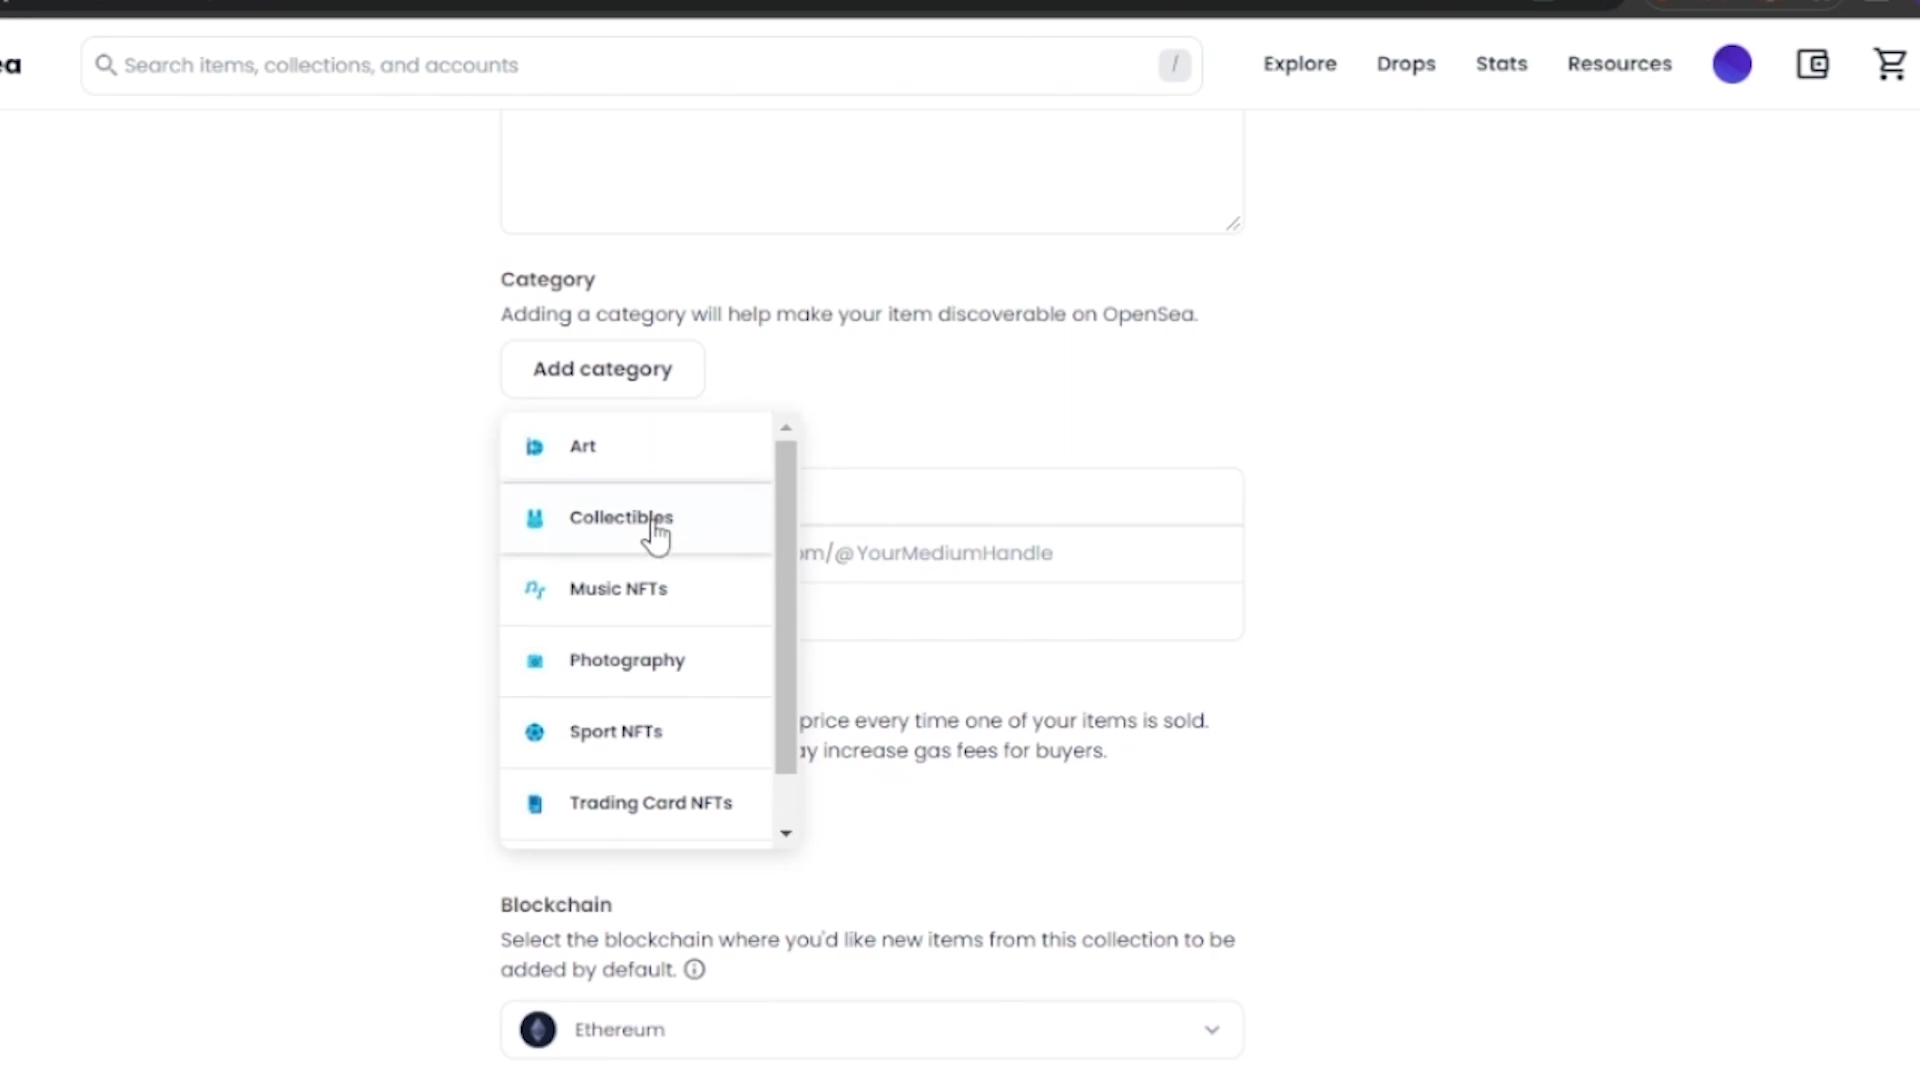 ea
Search items, collections, and accounts
/
Explore
Drops
Stats
Resources
Category
Adding a category will help make your item discoverable on OpenSea.
Add category
Art
Collectibles
Music NFTs
Photography
Sport NFTs
Trading Card NFTs
om/@YourMediumHandle
price every time one of your items is sold.
ay increase gas fees for buyers.
Blockchain
Select the blockchain where you'd like new items from this collection to be
added by default.
Ethereum